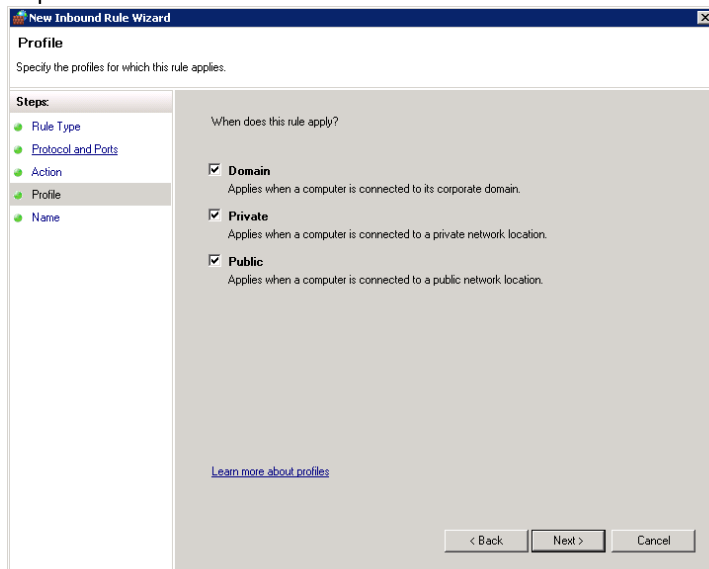 New Inbound Rule Wizard
Profile
Specify the profiles for which this rule applies.
Steps:
Rule Type
Protocol and Ports
Action
Profile
Name
When does this rule apply?
Domain
Applies when a computer is connected to its corporate domain.
Private
Applies when a computer is connected to a private network location.
Public
Applies when a computer is connected to a public network location.
Learn more about profiles
< Back Next > Cancel